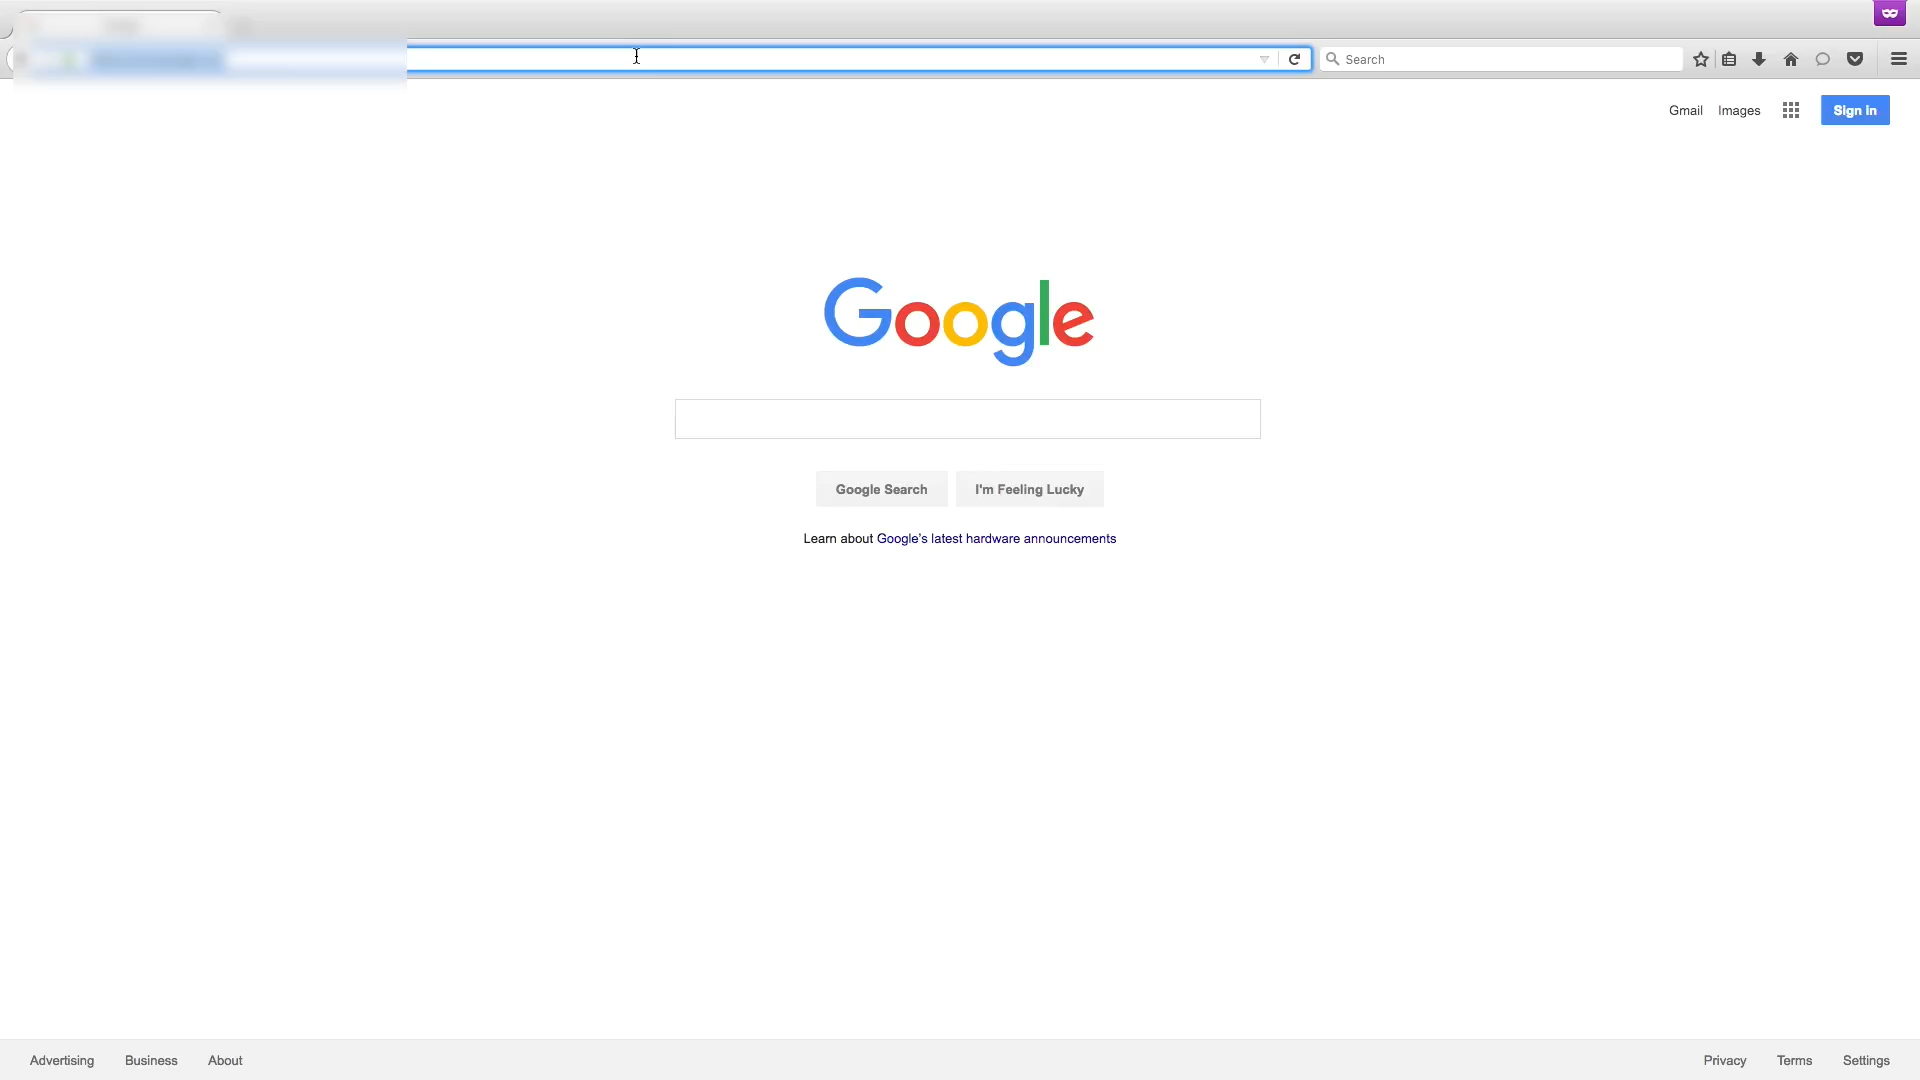 Search
Gmail Images Sign in
Google
Google Search I'm Feeling Lucky
Learn about Google's latest hardware announcements
Advertising Business About Privacy Terms Settings